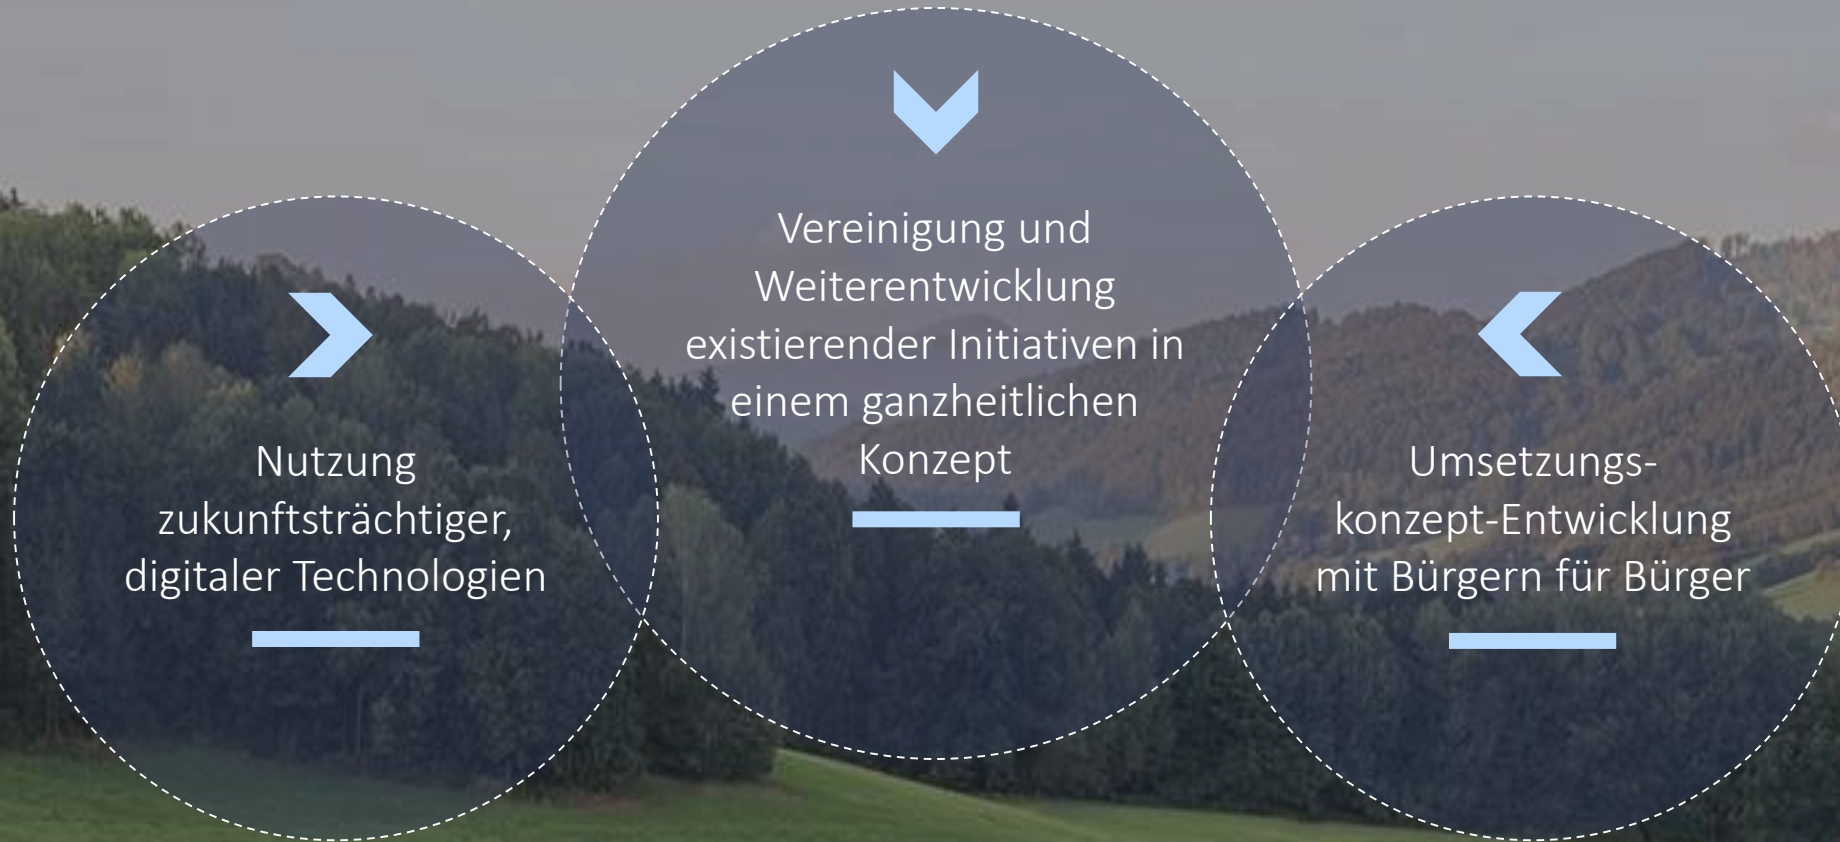 Nutzung
zukunftsträchtiger,
digitaler Technologien
Vereinigung und
Weiterentwicklung
existierender Initiativen in
einem ganzheitlichen
Konzept
Umsetzungs-
konzept-Entwicklung
mit Bürgern für Bürger